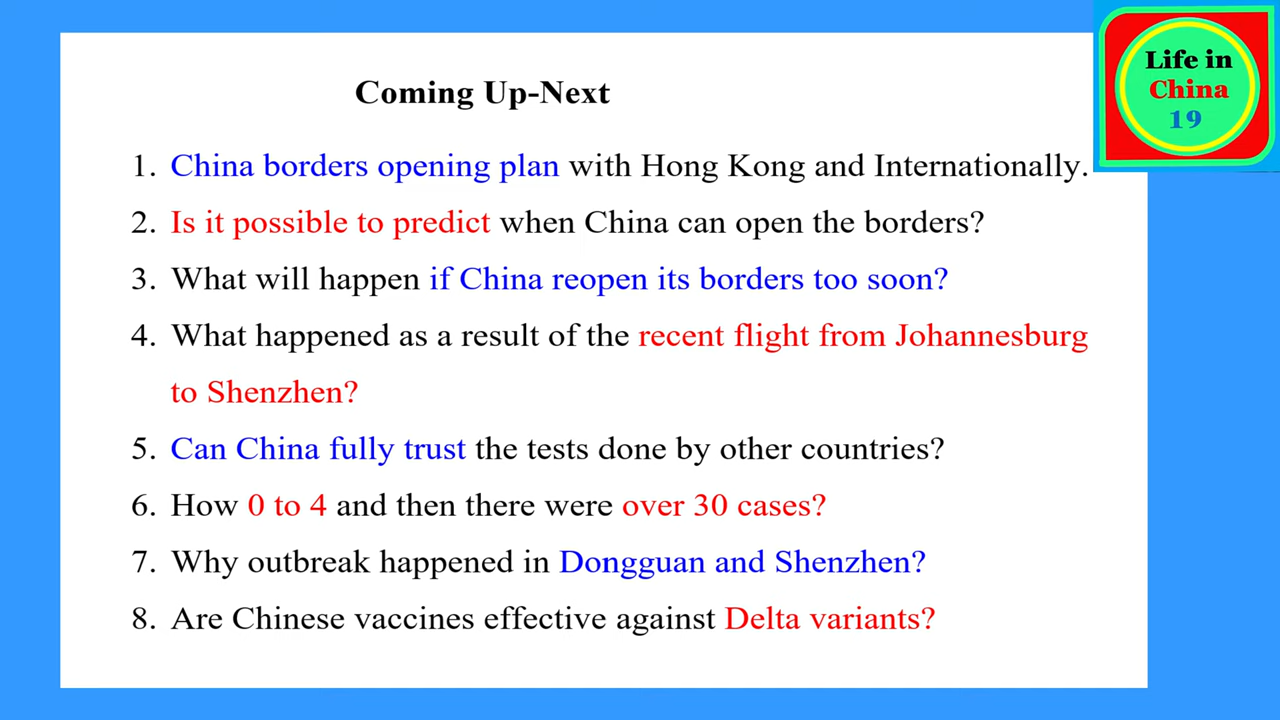 Coming Up-Next
Life in
China
19
1. China borders opening plan with Hong Kong and Internationally.
2. Is it possible to predict when China can open the borders?
3. What will happen if China reopen its borders too soon?
4. What happened as a result of the recent flight from Johannesburg
to Shenzhen?
5. Can China fully trust the tests done by other countries?
6. How 0 to 4 and then there were over 30 cases?
7. Why outbreak happened in Dongguan and Shenzhen?
8. Are Chinese vaccines effective against Delta variants?